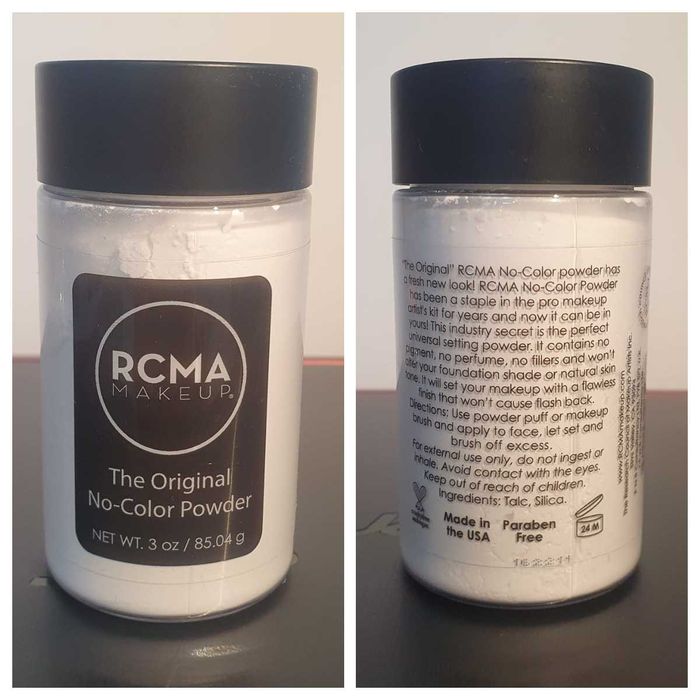 RCMA
MAKEUP®
The Original
No-Color Powder
NET WT. 3 oz / 85.04 g
"The Original" RCMA No-Color powder has
a fresh new look! RCMA No-Color Powder
has been a staple in the pro makeup
artist's kit for years and now it can be in
yours! This industry secret is the perfect
universal setting powder. It contains no
pigment, no perfume, no fillers and won't
alter your foundation shade or natural skin
tone. It will set your makeup with a flawless
finish that won't cause flash back.
Directions: Use powder puff or makeup
brush and apply to face, let set and
brush off excess.
For external use only, do not ingest or
inhale. Avoid contact with the eyes.
Keep out of reach of children.
Ingredients: Talc, Silica.
Made in
the USA
Paraben
Free
24 M
www.RCMAmakeup.com
The Research Council of Makeup Artists Inc.